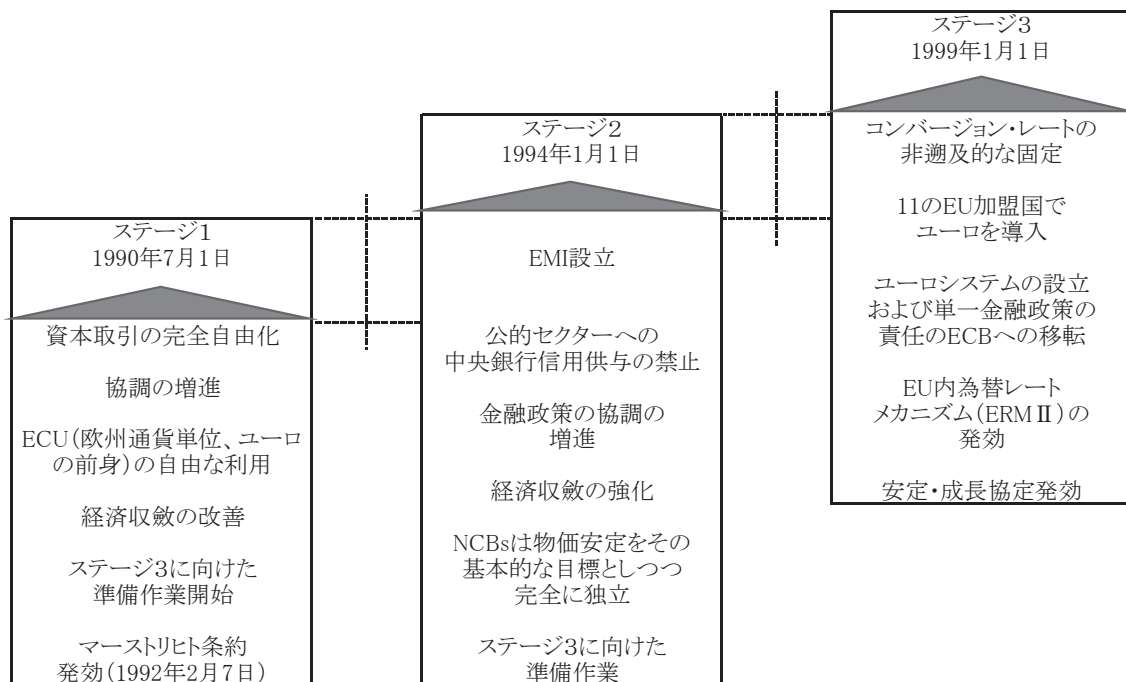 ステージ1
1990年7月1日
資本取引の完全自由化
協調の増進
ECU(欧州通貨単位、ユーロ
の前身)の自由な利用
経済収斂の改善
ステージ3に向けた
準備作業開始
マーストリヒト条約
発効(1992年2月7日)
ステージ2
1994年1月1日
EMI設立
公的セクターへの
中央銀行信用供与の禁止
金融政策の協調の
増進
経済収斂の強化
NCBsは物価安定をその
基本的な目標としつつ
完全に独立
ステージ3に向けた
準備作業
ステージ3
1999年1月1日
コンバージョン・レートの
非遡及的な固定
11のEU加盟国で
ユーロを導入
ユーロシステムの設立
および単一金融政策の
責任のECBへの移転
EU内為替レート
メカニズム(ERMⅡ)の
発効
安定・成長協定発効